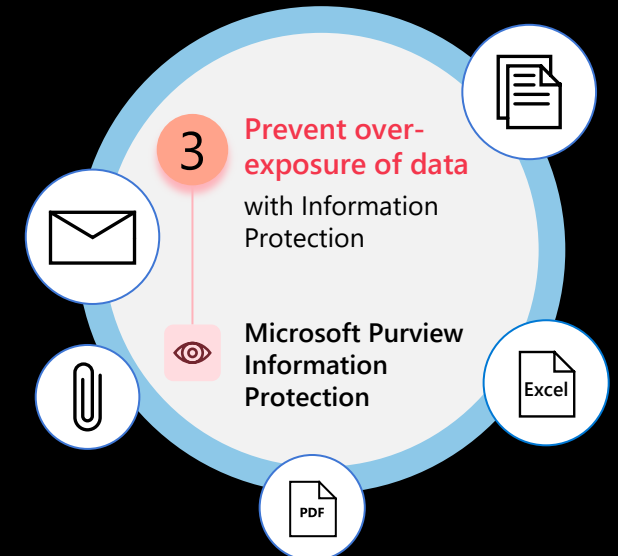 3
Prevent over-
exposure of data
with Information
Protection
Microsoft Purview
Information
Protection
Excel
PDF